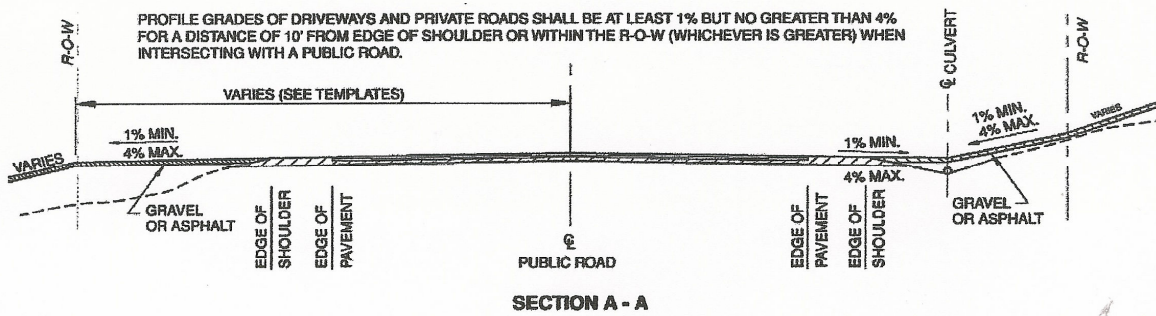 PROFILE GRADES OF DRIVEWAYS AND PRIVATE ROADS SHALL BE AT LEAST 1% BUT NO GREATER THAN 4%
FOR A DISTANCE OF 10' FROM EDGE OF SHOULDER OR WITHIN THE R-O-W (WHICHEVER IS GREATER) WHEN
INTERSECTING WITH A PUBLIC ROAD.
R-O-W
℄ CULVERT
R-O-W
VARIES (SEE TEMPLATES)
VARIES
1% MIN.
4% MAX.
1% MIN.
4% MAX.
1% MIN.
4% MAX.
VARIES
GRAVEL
OR ASPHALT
GRAVEL
OR ASPHALT
EDGE OF
SHOULDER
EDGE OF
PAVEMENT
℄
PUBLIC ROAD
EDGE OF
PAVEMENT
EDGE OF
SHOULDER
SECTION A - A